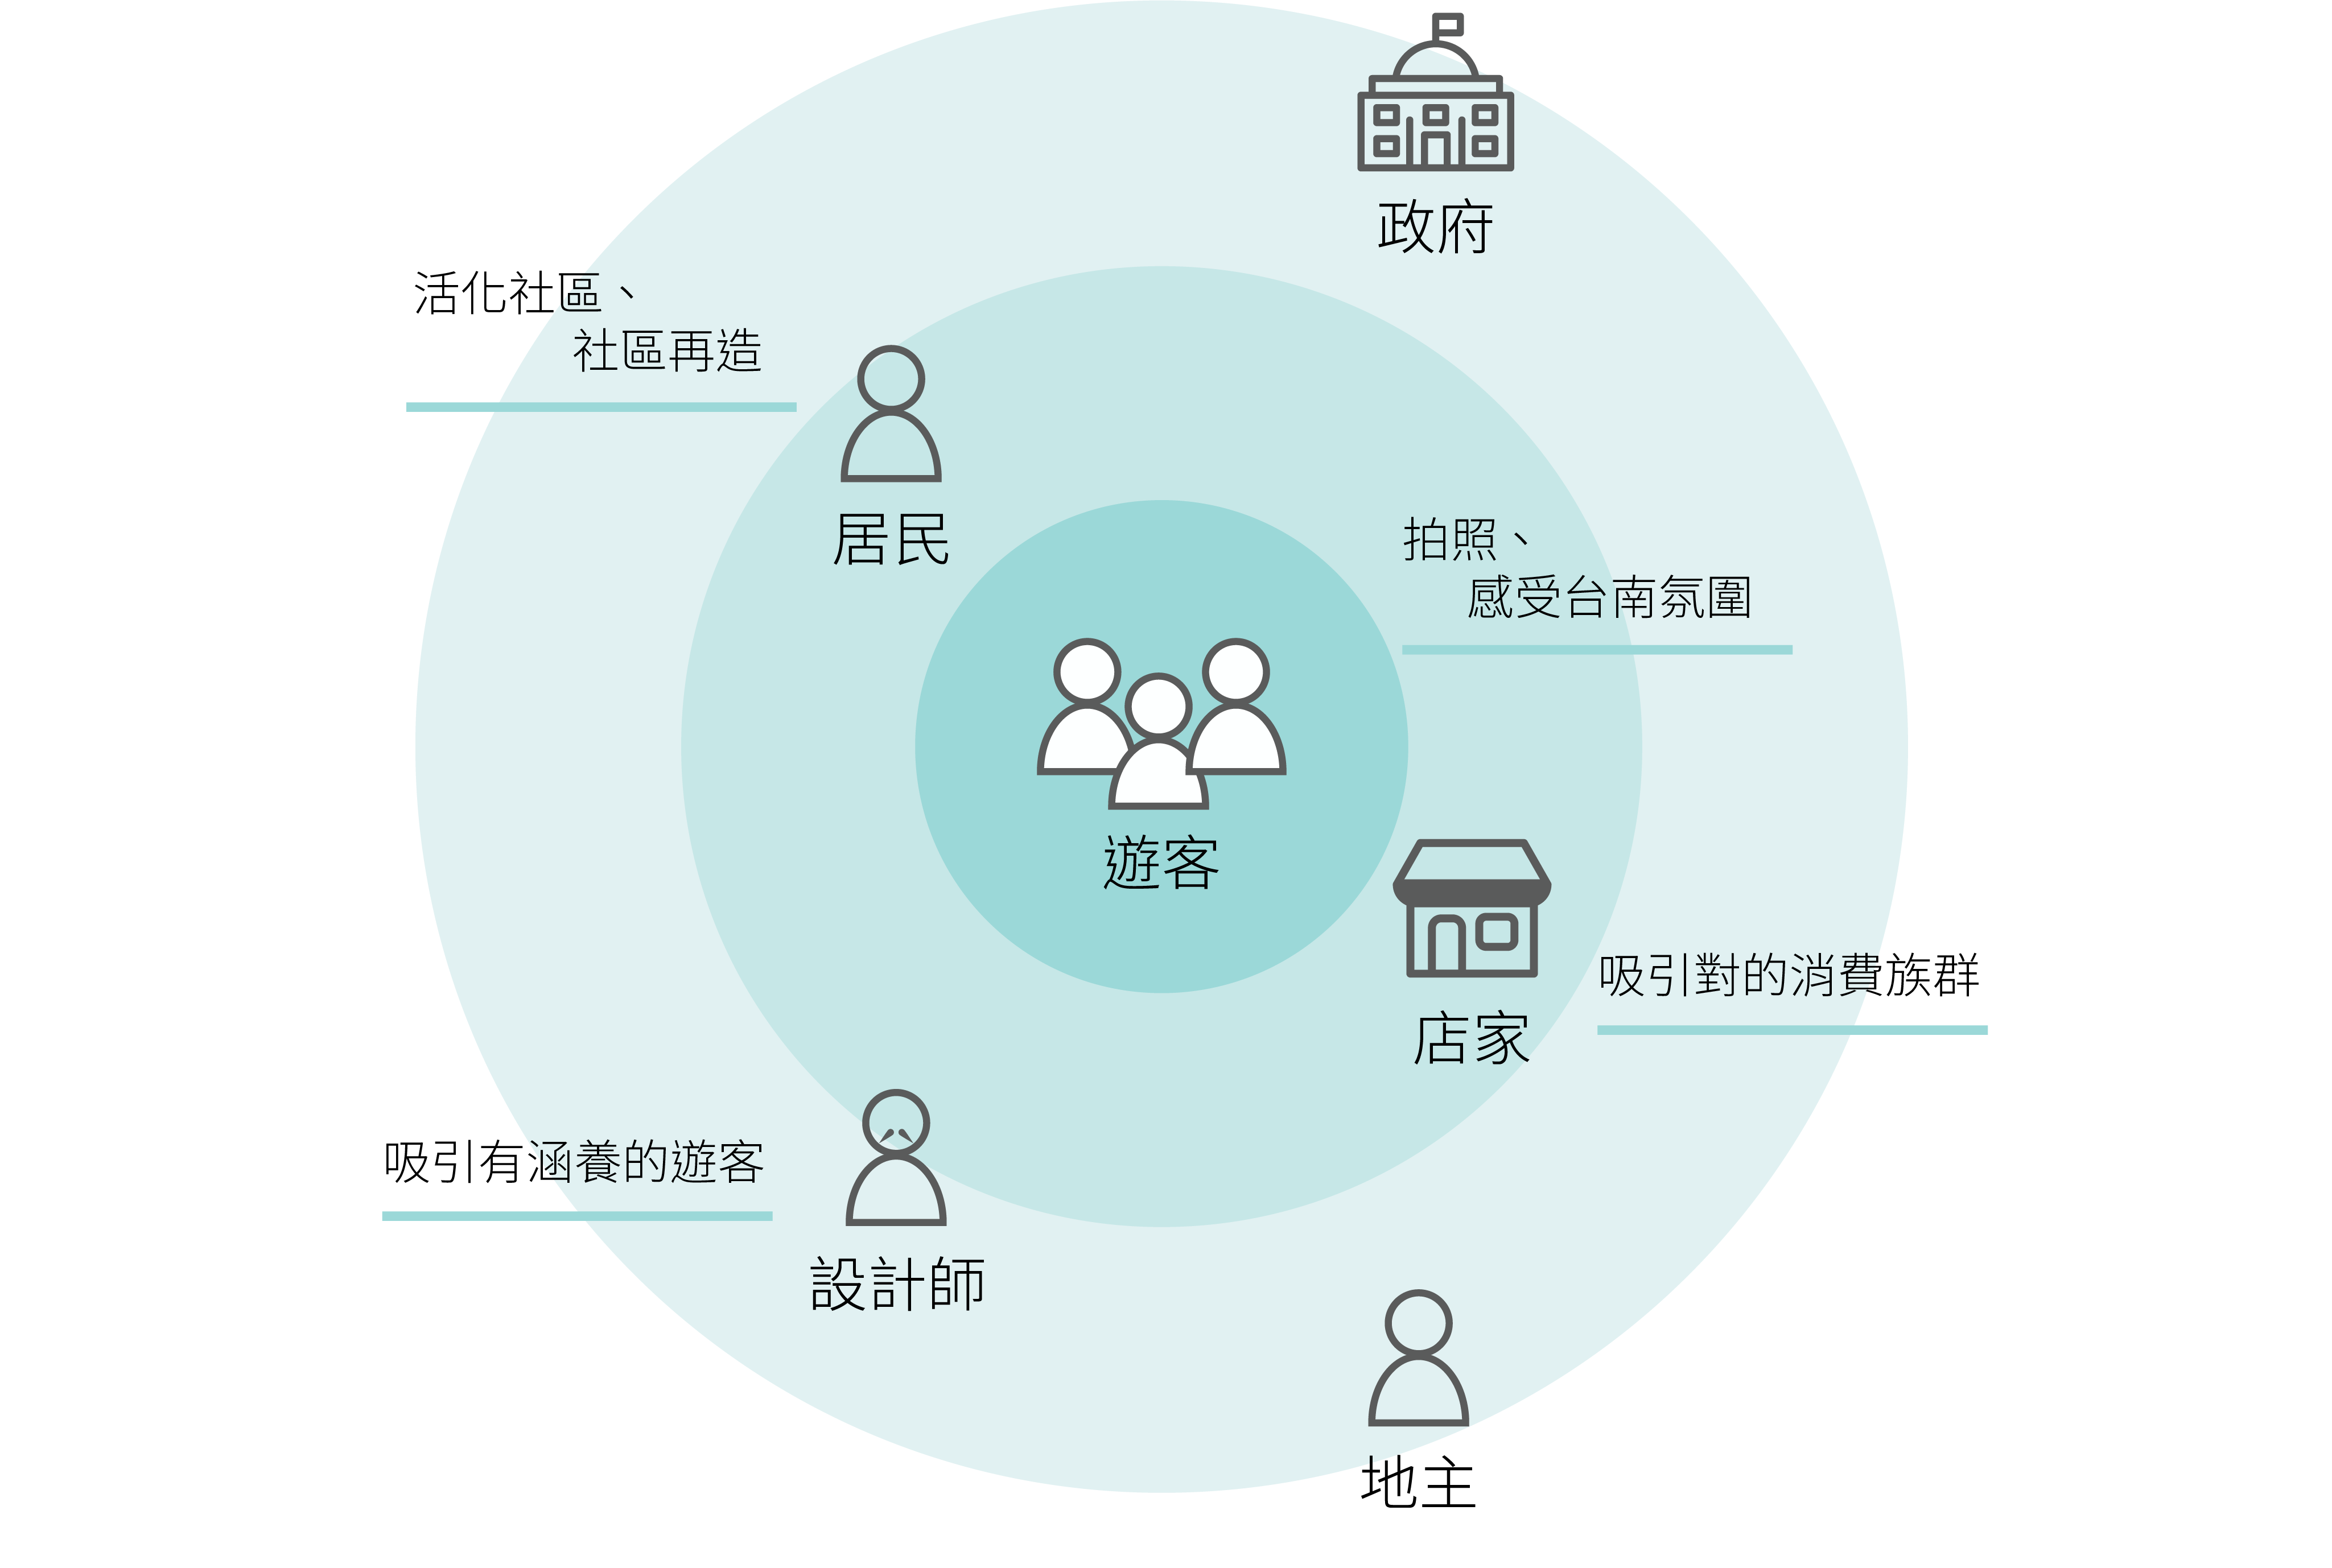 政府
活化社區、
社區再造
居民
拍照、
感受台南氛圍
遊客
吸引對的消費族群
店家
吸引有涵養的遊客
設計師
地主